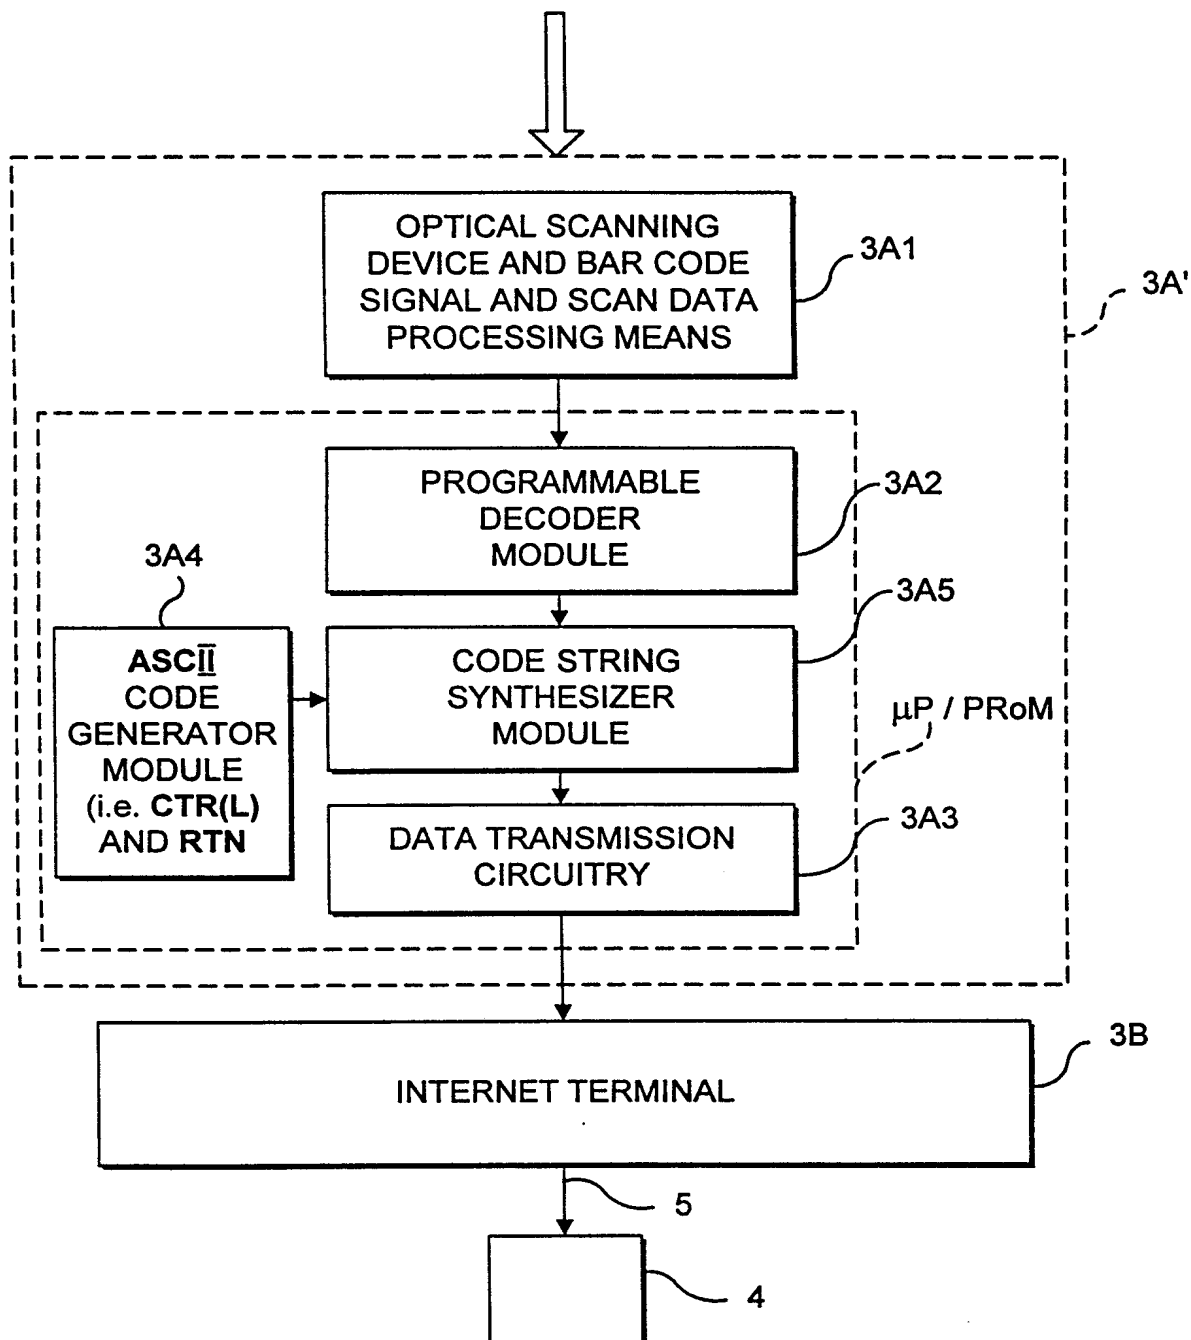 OPTICAL SCANNING
DEVICE AND BAR CODE
SIGNAL AND SCAN DATA
PROCESSING MEANS
3A1
3A'
PROGRAMMABLE
DECODER
MODULE
3A2
3A4
ASCII
CODE
GENERATOR
MODULE
(i.e. CTR(L)
AND RTN
CODE STRING
SYNTHESIZER
MODULE
3A5
μP / PRoM
DATA TRANSMISSION
CIRCUITRY
3A3
INTERNET TERMINAL
3B
5
4